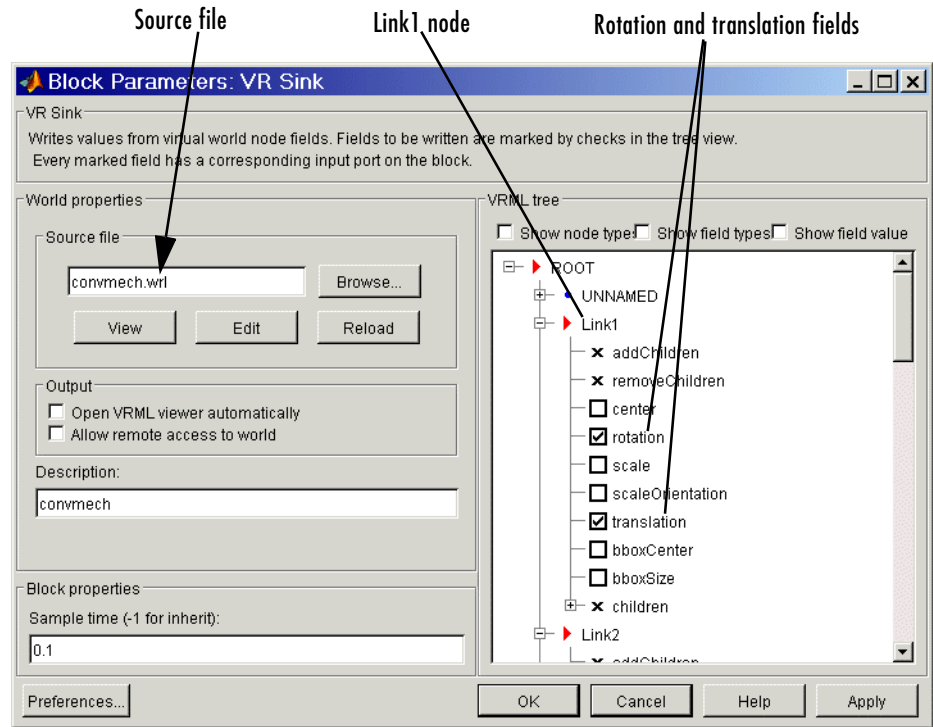 Source file
Link1 node
Rotation and translation fields
Block Parameters: VR Sink
VR Sink
Writes values from virtual world node fields. Fields to be written are marked by checks in the tree view.
Every marked field has a corresponding input port on the block.
World properties
Source file
convmech.wrl
Browse...
View
Edit
Reload
Output
Open VRML viewer automatically
Allow remote access to world
Description:
convmech
Block properties
Sample time (-1 for inherit):
0.1
VRML tree
Show node types
Show field types
Show field value
ROOT
UNNAMED
Link1
addChildren
removeChildren
center
rotation
scale
scaleOrientation
translation
bboxCenter
bboxSize
children
Link2
addChildren
Preferences...
OK
Cancel
Help
Apply